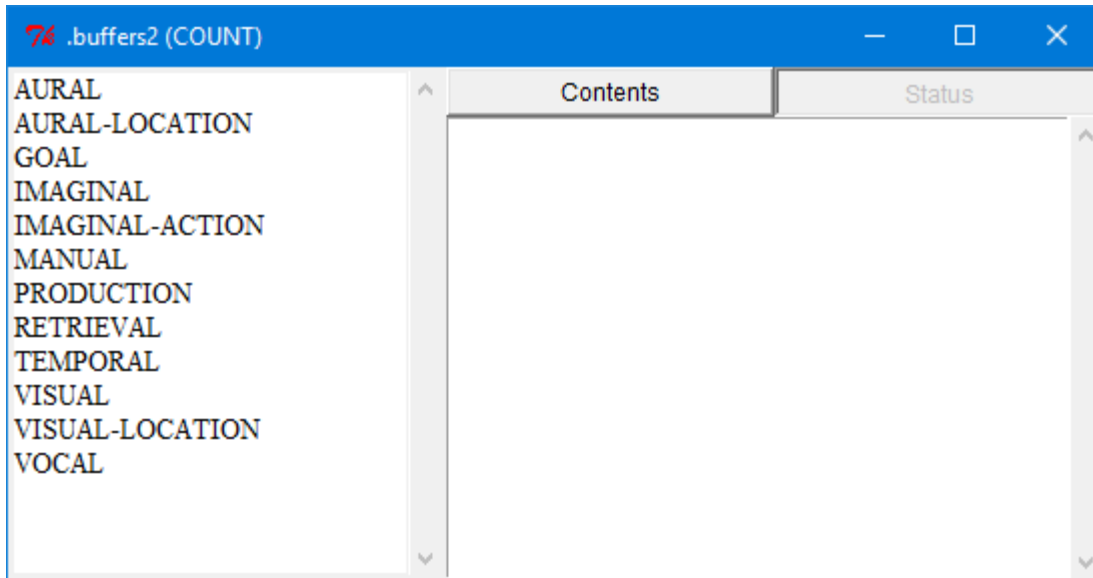 .buffers2 (COUNT)
Contents
Status
AURAL
AURAL-LOCATION
GOAL
IMAGINAL
IMAGINAL-ACTION
MANUAL
PRODUCTION
RETRIEVAL
TEMPORAL
VISUAL
VISUAL-LOCATION
VOCAL